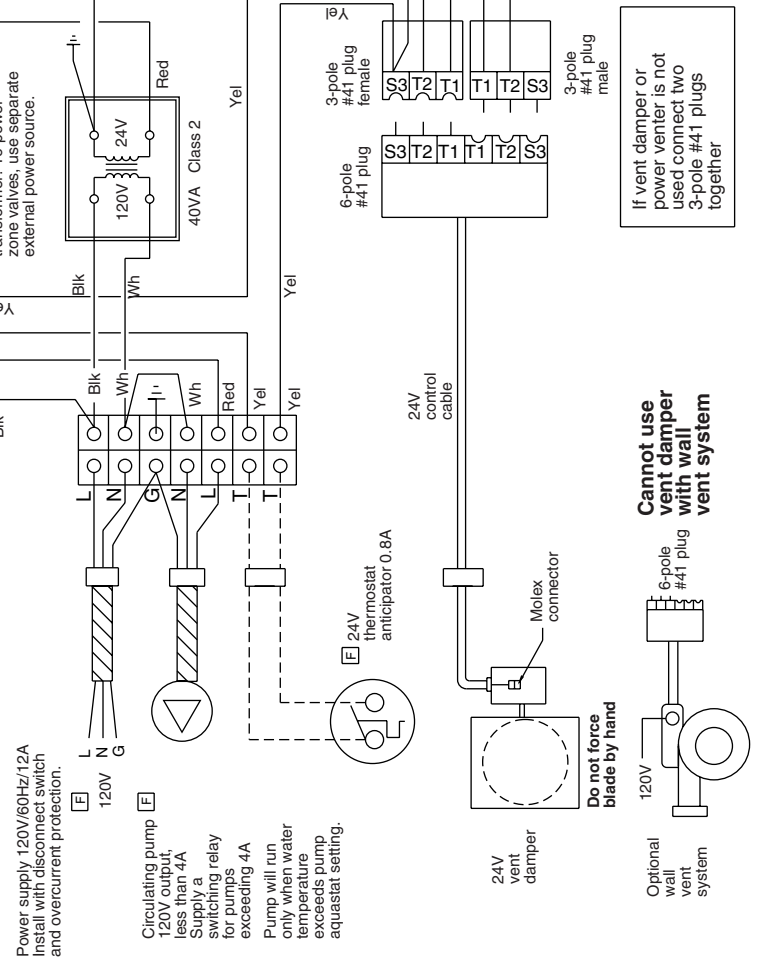 zone valves, use separate
external power source.
Blk
Yel
Red
24V
120V
40VA Class 2
Yel
Yel
Blk
Wh
Blk
Wh
Wh
Red
Yel
Yel
Yel
L
N
G
N
L
T
T
3-pole
#41 plug
female
S3 T2 T1
T1 T2 S3
3-pole
#41 plug
male
6-pole
#41 plug
S3 T2 T1 T1 T2 S3
If vent damper or
power venter is not
used connect two
3-pole #41 plugs
together
24V
control
cable
Power supply 120V/60Hz/12A
Install with disconnect switch
and overcurrent protection.
F
120V
L
N
G
F
Circulating pump
120V output,
less than 4A
Supply a
switching relay
for pumps
exceeding 4A
Pump will run
only when water
temperature
exceeds pump
aquastat setting.
F 24V
thermostat
anticipator 0.8A
Molex
connector
24V
vent
damper
Do not force
blade by hand
Cannot use
vent damper
with wall
vent system
6-pole
#41 plug
120V
Optional
wall
vent
system